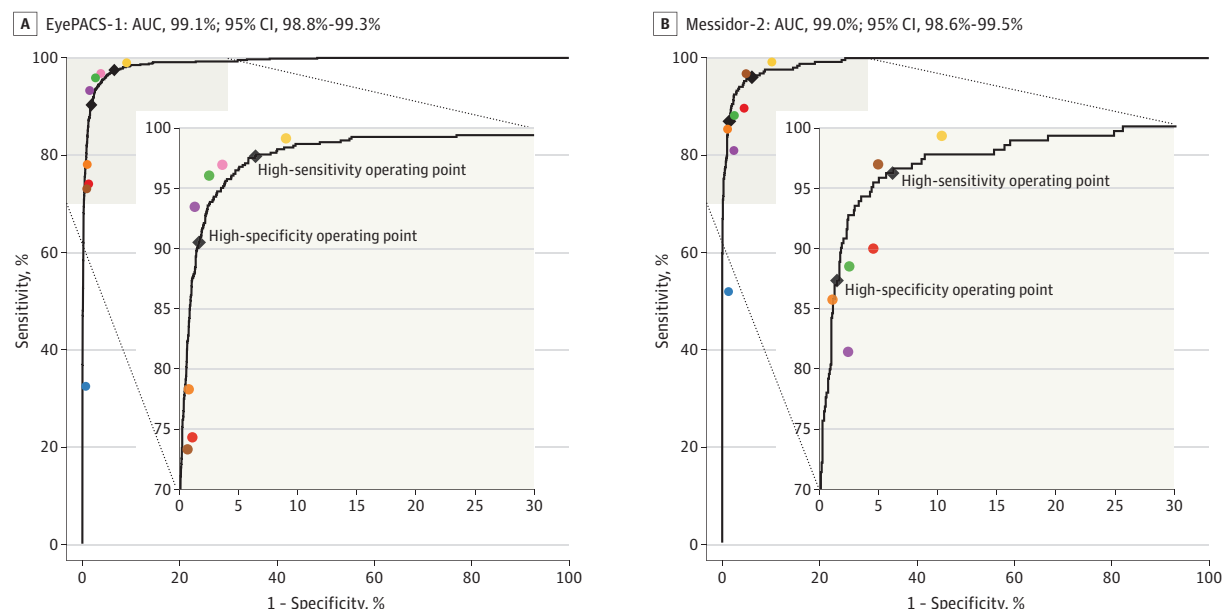 A EyePACS-1: AUC, 99.1%; 95% CI, 98.8%-99.3%
100
80
60
40
20
0
Sensitivity, %
0 20 40 60 80 100
1 - Specificity, %
100
95
90
85
80
75
70
0 5 10 15 20 25 30
High-sensitivity operating point
High-specificity operating point
B Messidor-2: AUC, 99.0%; 95% CI, 98.6%-99.5%
100
80
60
40
20
0
Sensitivity, %
0 20 40 60 80 100
1 - Specificity, %
100
95
90
85
80
75
70
0 5 10 15 20 25 30
High-sensitivity operating point
High-specificity operating point